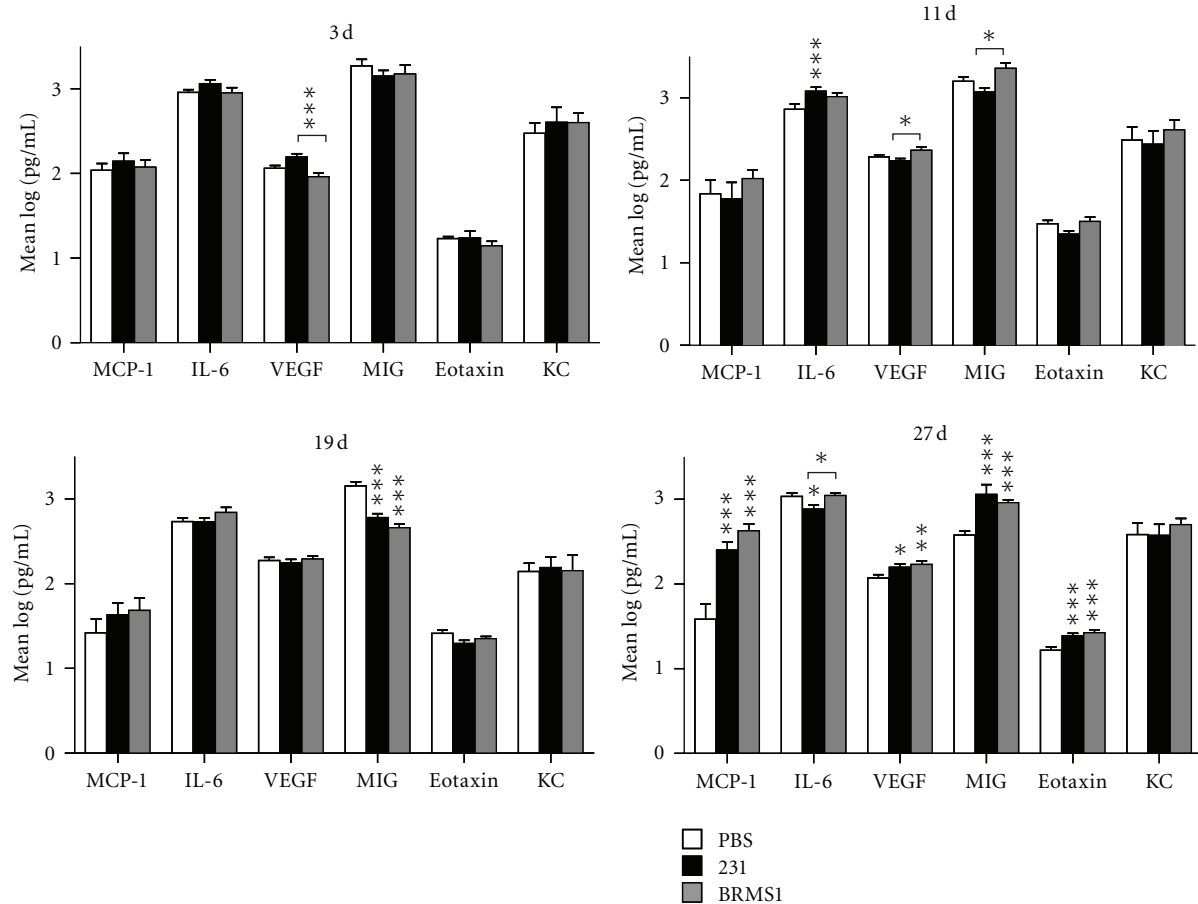 3 d
***
Mean log (pg/mL)
3
2
1
0
MCP-1 IL-6 VEGF MIG Eotaxin KC
11 d
***
*
*
Mean log (pg/mL)
3
2
1
0
MCP-1 IL-6 VEGF MIG Eotaxin KC
19 d
*** ***
Mean log (pg/mL)
3
2
1
0
MCP-1 IL-6 VEGF MIG Eotaxin KC
27 d
*** ***
*
*
* **
*** ***
*** ***
Mean log (pg/mL)
3
2
1
0
MCP-1 IL-6 VEGF MIG Eotaxin KC
PBS
231
BRMS1